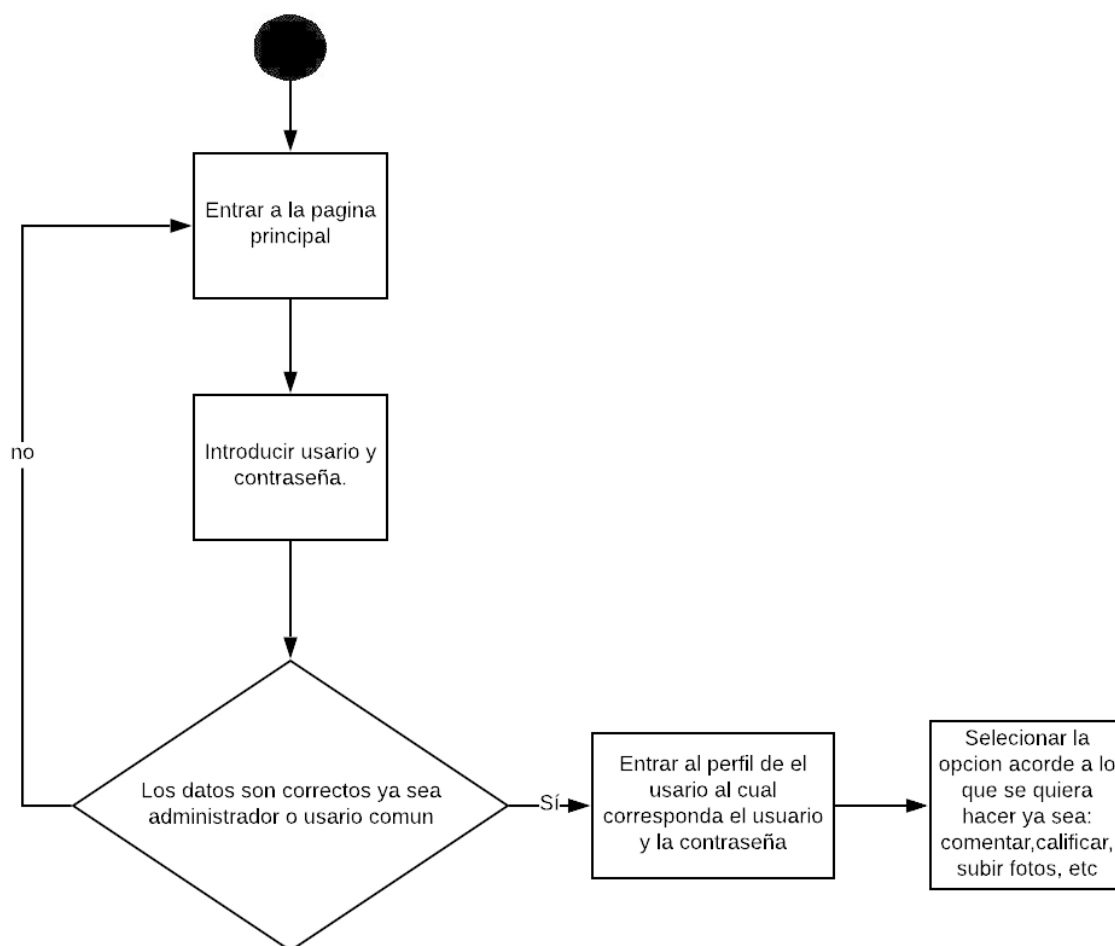 Entrar a la pagina
principal
no
Introducir usario y
contraseña.
Los datos son correctos ya sea
administrador o usario comun
Sí
Entrar al perfil de el
usario al cual
corresponda el usuario
y la contraseña
Selecionar la
opcion acorde a lo
que se quiera
hacer ya sea:
comentar,calificar,
subir fotos, etc